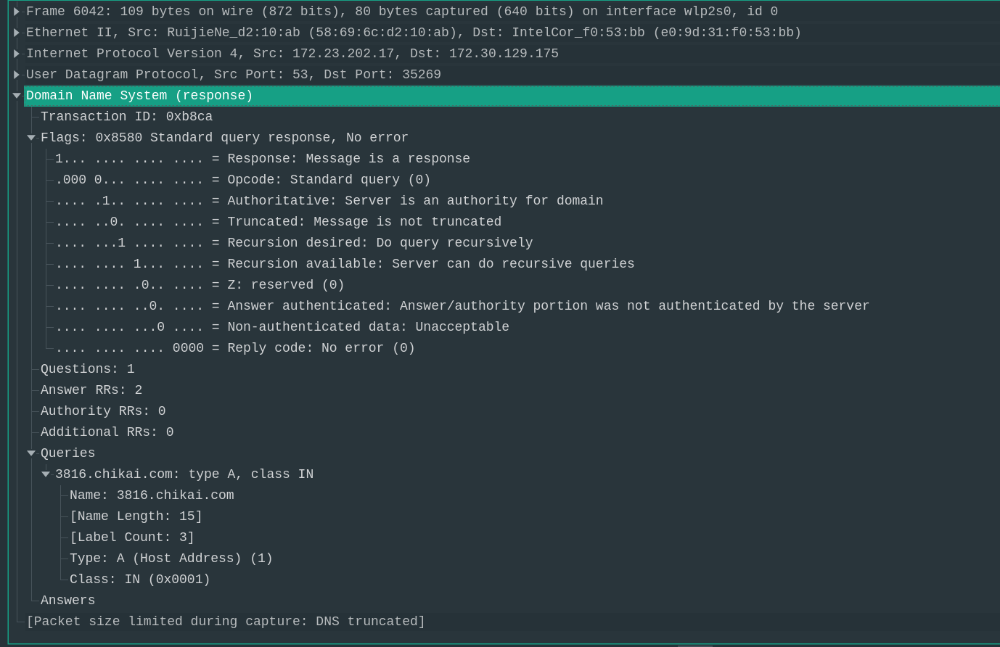 Frame 6042: 109 bytes on wire (872 bits), 80 bytes captured (640 bits) on interface wlp2s0, id 0
Ethernet II, Src: RuijieNe_d2:10:ab (58:69:6c:d2:10:ab), Dst: IntelCor_f0:53:bb (e0:9d:31:f0:53:bb)
Internet Protocol Version 4, Src: 172.23.202.17, Dst: 172.30.129.175
User Datagram Protocol, Src Port: 53, Dst Port: 35269
Domain Name System (response)
Transaction ID: 0xb8ca
Flags: 0x8580 Standard query response, No error
1... .... .... .... = Response: Message is a response
.000 0... .... .... = Opcode: Standard query (0)
.... .1.. .... .... = Authoritative: Server is an authority for domain
.... ..0. .... .... = Truncated: Message is not truncated
.... ...1 .... .... = Recursion desired: Do query recursively
.... .... 1... .... = Recursion available: Server can do recursive queries
.... .... .0.. .... = Z: reserved (0)
.... .... ..0. .... = Answer authenticated: Answer/authority portion was not authenticated by the server
.... .... ...0 .... = Non-authenticated data: Unacceptable
.... .... .... 0000 = Reply code: No error (0)
Questions: 1
Answer RRs: 2
Authority RRs: 0
Additional RRs: 0
Queries
3816.chikai.com: type A, class IN
Name: 3816.chikai.com
[Name Length: 15]
[Label Count: 3]
Type: A (Host Address) (1)
Class: IN (0x0001)
Answers
[Packet size limited during capture: DNS truncated]